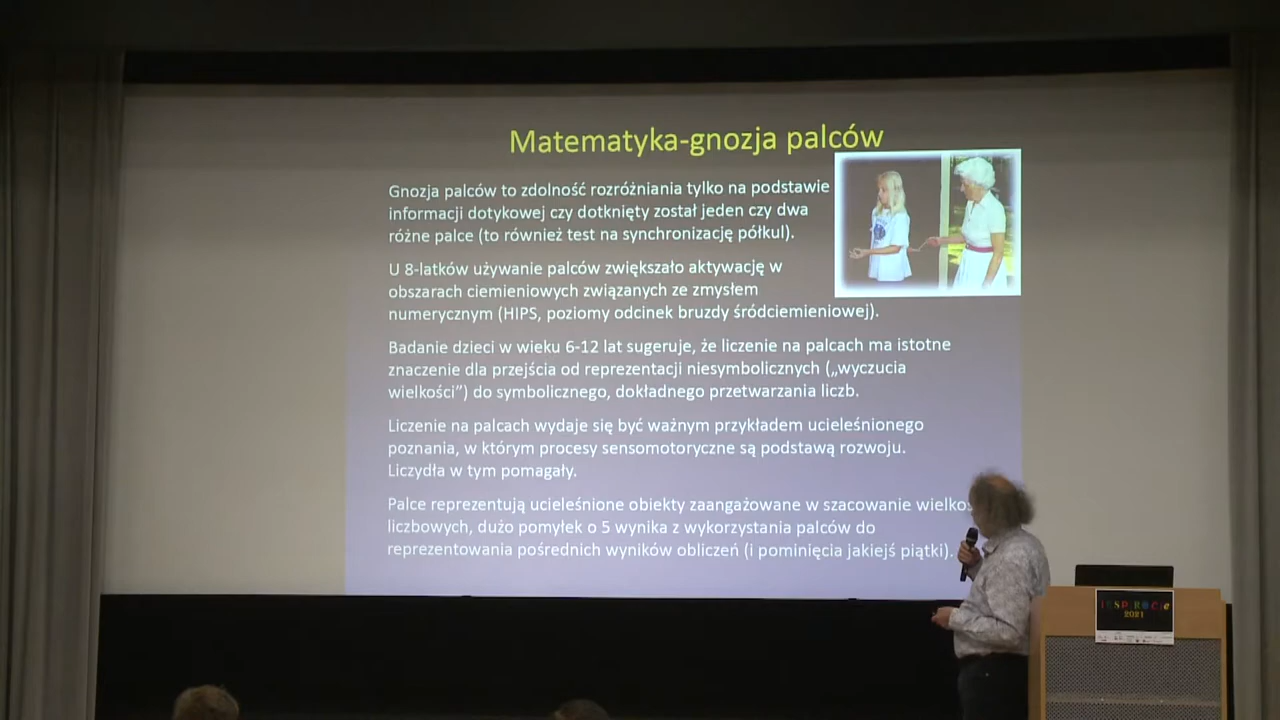 Matematyka-gnozja palców
Gnozja palców to zdolność rozróżniania tylko na podstawie
informacji dotykowej czy dotknięty został jeden czy dwa
różne palce (to również test na synchronizację półkul).
U 8-latków używanie palców zwiększało aktywację w
obszarach ciemieniowych związanych ze zmysłem
numerycznym (HIPS, poziomy odcinek bruzdy śródciemieniowej).
Badanie dzieci w wieku 6-12 lat sugeruje, że liczenie na palcach ma istotne
znaczenie dla przejścia od reprezentacji niesymbolicznych („wyczucia
wielkości”) do symbolicznego, dokładnego przetwarzania liczb.
Liczenie na palcach wydaje się być ważnym przykładem ucieleśnionego
poznania, w którym procesy sensomotoryczne są podstawą rozwoju.
Liczydła w tym pomagały.
Palce reprezentują ucieleśnione obiekty zaangażowane w szacowanie
liczbowych, dużo pomyłek o 5 wynika z wykorzystania palców do
reprezentowania pośrednich wyników obliczeń (i pominięcia jakiejś piątki).
2021